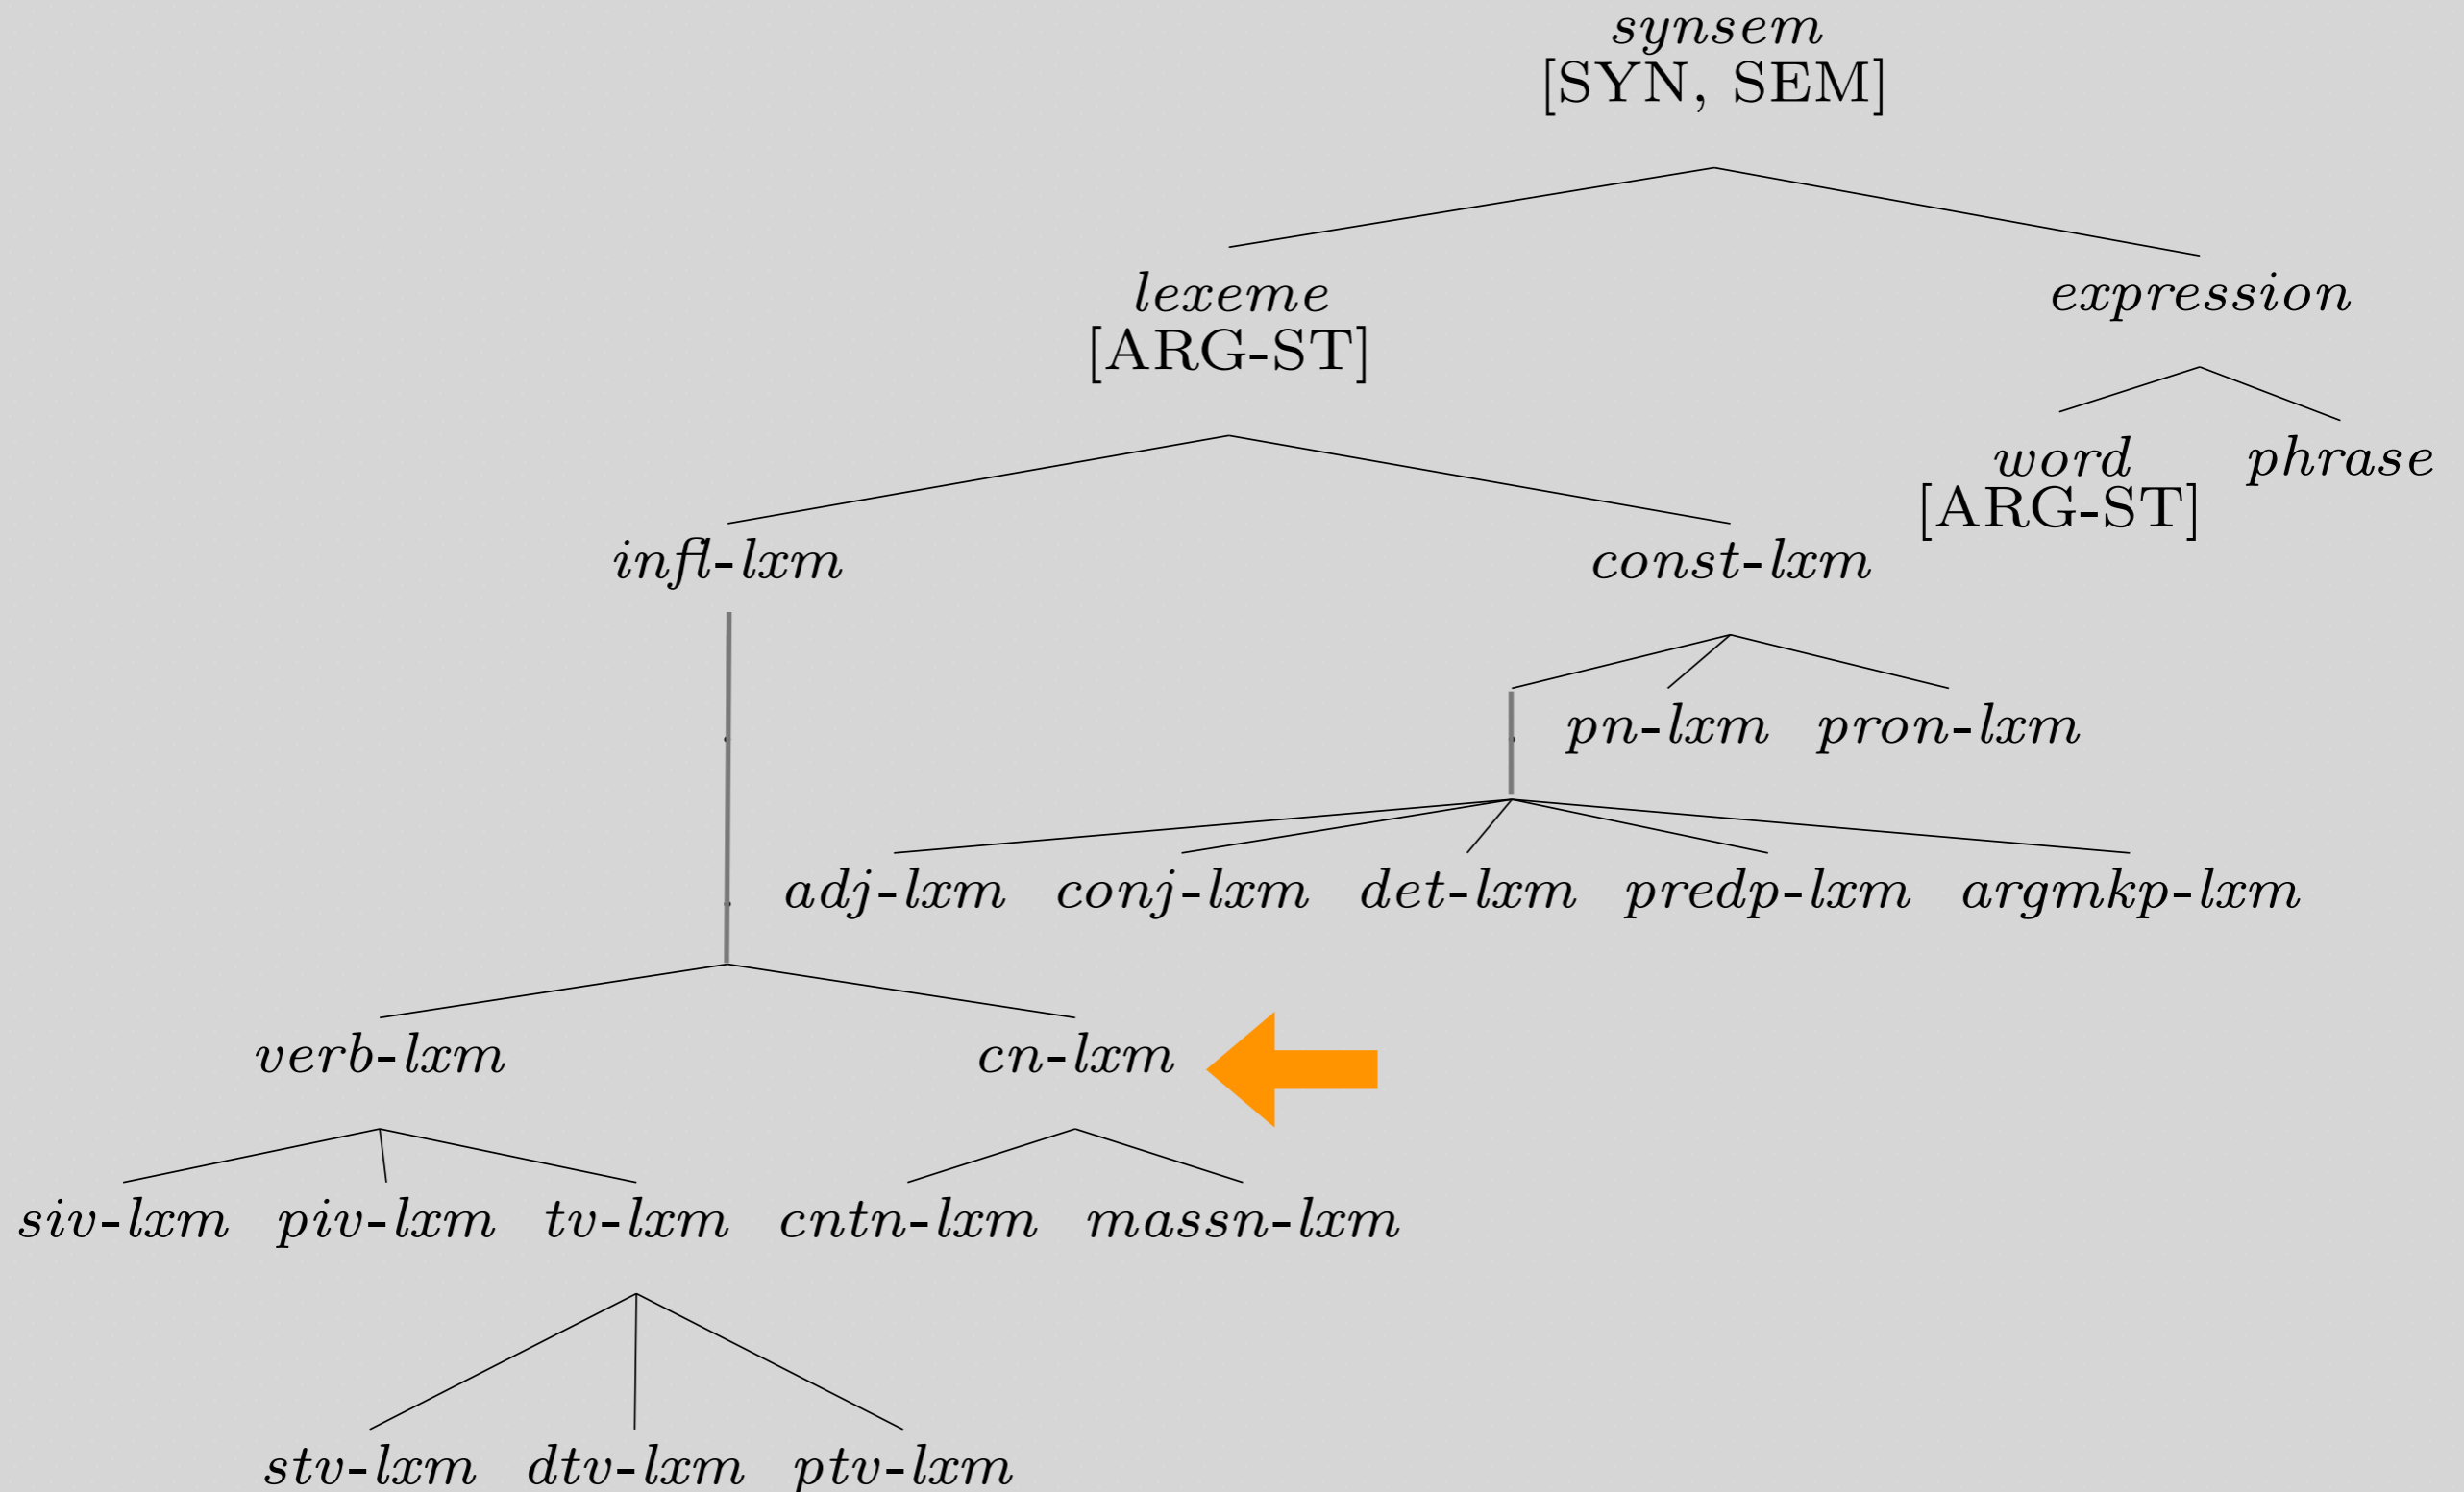 synsem
[SYN, SEM]
lexeme
[ARG-ST]
expression
word
[ARG-ST]
phrase
infl-lxm
const-lxm
pn-lxm pron-lxm
adj-lxm conj-lxm det-lxm predp-lxm argmkp-lxm
verb-lxm cn-lxm
siv-lxm piv-lxm tv-lxm cntn-lxm massn-lxm
stv-lxm dtv-lxm ptv-lxm